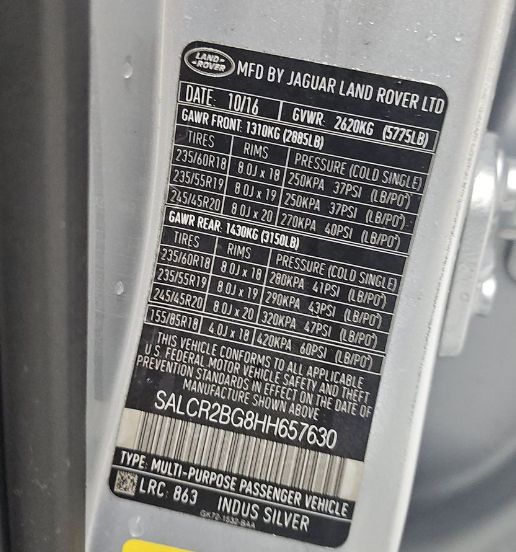 LAND-ROVER MFD BY JAGUAR LAND ROVER LTD
DATE: 10/16 GVWR: 2620KG (5775LB)
GAWR FRONT: 1310KG (2885LB)
TIRES RIMS PRESSURE (COLD SINGLE)
235/60R18 8.0J x 18 250KPA 37PSI (LB/PO²)
235/55R19 8.0J x 19 250KPA 37PSI (LB/PO²)
245/45R20 8.0J x 20 270KPA 40PSI (LB/PO²)
GAWR REAR: 1430KG (3150LB)
TIRES RIMS PRESSURE (COLD SINGLE)
235/60R18 8.0J x 18 280KPA 41PSI (LB/PO²)
235/55R19 8.0J x 19 290KPA 43PSI (LB/PO²)
245/45R20 8.0J x 20 320KPA 47PSI (LB/PO²)
155/85R18 4.0J x 18 420KPA 60PSI (LB/PO²)
THIS VEHICLE CONFORMS TO ALL APPLICABLE
U.S. FEDERAL MOTOR VEHICLE SAFETY AND THEFT
PREVENTION STANDARDS IN EFFECT ON THE DATE OF
MANUFACTURE SHOWN ABOVE
SALCR2BG8HH657630
TYPE: MULTI-PURPOSE PASSENGER VEHICLE
LRC: 863 INDUS SILVER
GK72-1532-BAA